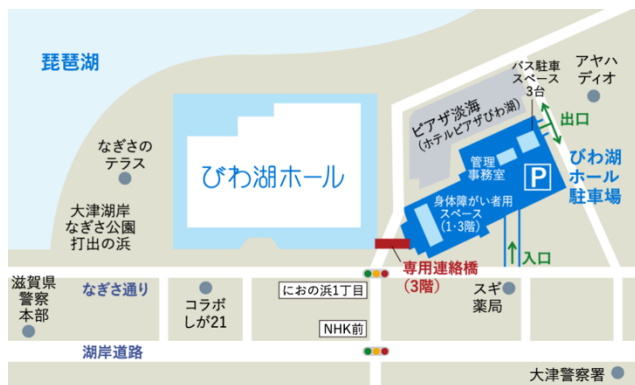 琵琶湖
なぎさの
テラス
大津湖岸
なぎさ公園
打出の浜
びわ湖ホール
ピアザ淡海
(ホテルピアザびわ湖)
バス駐車
スペース
3台
アヤハ
ディオ
出口
びわ湖
ホール
駐車場
管理
事務室
P
身体障がい者用
スペース
(1・3階)
入口
専用連絡橋
(3階)
滋賀県
警察
本部
なぎさ通り
コラボ
しが21
におの浜1丁目
スギ
薬局
NHK前
湖岸道路
大津警察署